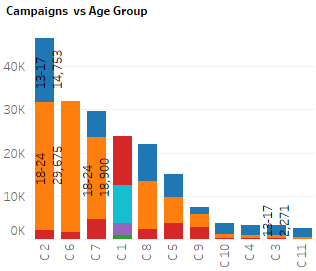 Campaigns vs Age Group
40K
30K
20K
10K
0K
13-17
14,753
18-24
29,675
18-24
18,900
13-17
2,271
C 2
C 6
C 7
C 1
C 8
C 5
C 9
C 10
C 4
C 3
C 11